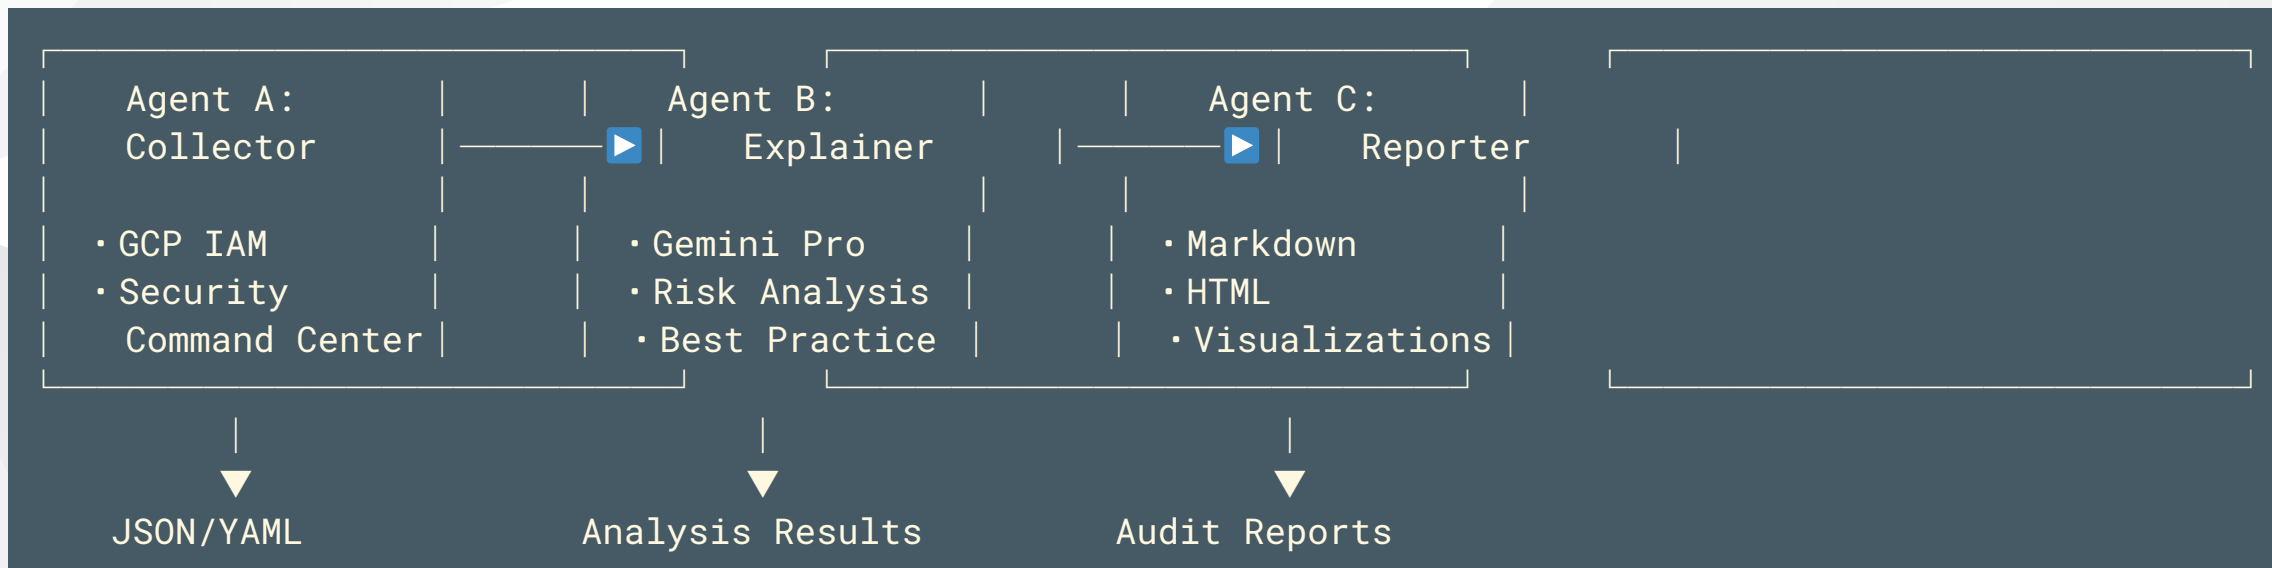 Agent A: Agent B: Agent C:
Collector Explainer Reporter
・GCP IAM ・Gemini Pro ・Markdown
・Security ・Risk Analysis ・HTML
Command Center ・Best Practice ・Visualizations
JSON/YAML Analysis Results Audit Reports